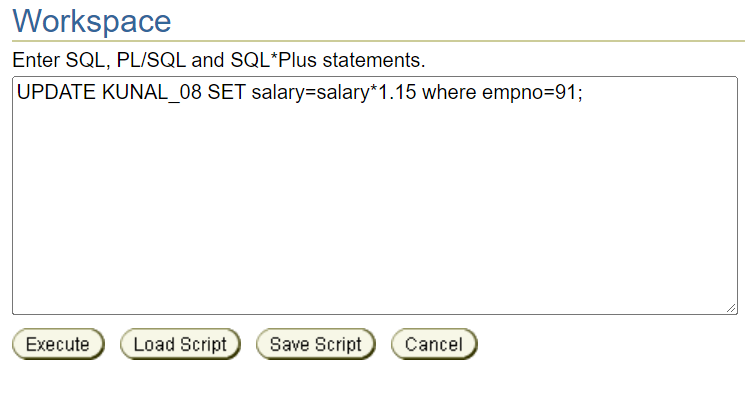 Workspace
Enter SQL, PL/SQL and SQL*Plus statements.
UPDATE KUNAL_08 SET salary=salary*1.15 where empno=91;
Execute Load Script Save Script Cancel